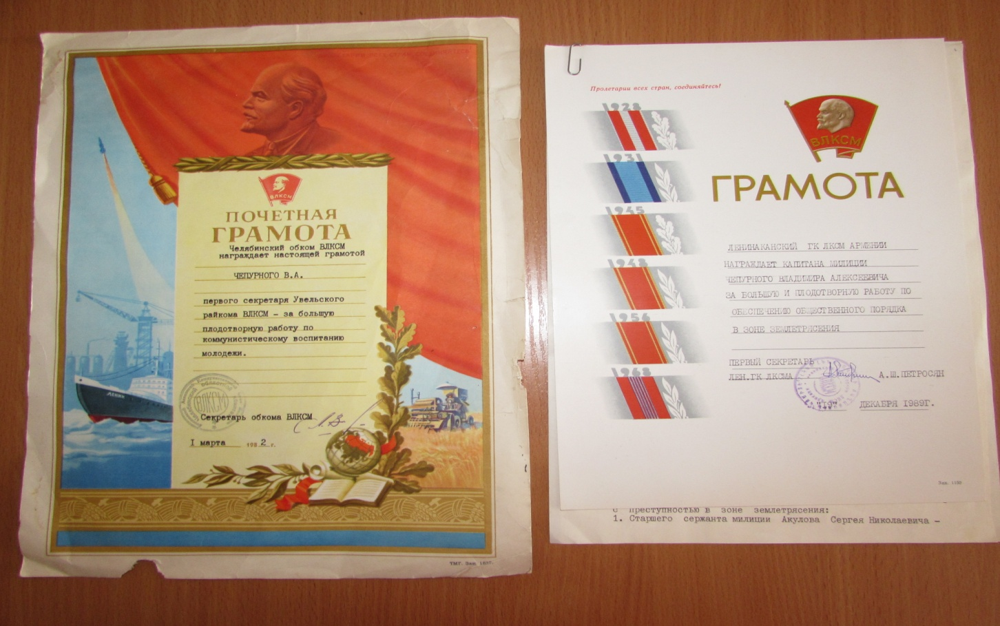 ВЛКСМ
ПОЧЕТНАЯ
ГРАМОТА
Челябинский обком ВЛКСМ
награждает настоящей грамотой
ЧЕПУРНОГО В.А.
первого секретаря Увельского
райкома ВЛКСМ – за большую
плодотворную работу по
коммунистическому воспитанию
молодежи.
ВЛКСМ
Секретарь обкома ВЛКСМ
I марта 1982 г.
ЛЕНИН
ТМГ. Зак. 1837.
Пролетарии всех стран, соединяйтесь!
1928
1931
1945
1948
1956
1968
ВЛКСМ
ГРАМОТА
ЛЕНИНАКАНСКИЙ ГК ЛКСМ АРМЕНИИ
НАГРАЖДАЕТ КАПИТАНА МИЛИЦИИ
ЧЕПУРНОГО ВЛАДИМИРА АЛЕКСЕЕВИЧА
ЗА БОЛЬШУЮ И ПЛОДОТВОРНУЮ РАБОТУ ПО
ОБЕСПЕЧЕНИЮ ОБЩЕСТВЕННОГО ПОРЯДКА
В ЗОНЕ ЗЕМЛЕТРЯСЕНИЯ
ПЕРВЫЙ СЕКРЕТАРЬ
ЛЕН.ГК ЛКСМА А.Ш.ПЕТРОСЯН
"19" ДЕКАБРЯ 1989Г.
с преступностью в зоне землетрясения:
1. Старшего сержанта милиции Акулова Сергея Николаевича –